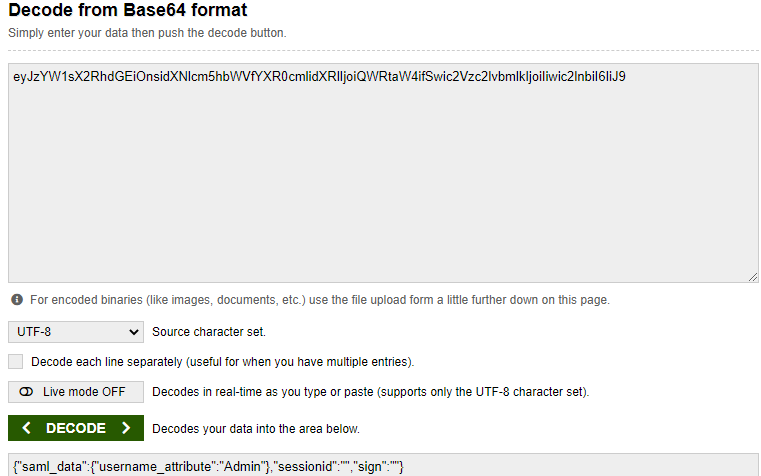 Decode from Base64 format
Simply enter your data then push the decode button.
eyJzYW1sX2RhdGEiOnsidXNlcm5hbWVfYXR0cmlidXRlIjoiQWRtaW4ifSwic2Vzc2lvbmlkIjoiIiwic2lnbiI6IiJ9
For encoded binaries (like images, documents, etc.) use the file upload form a little further down on this page.
UTF-8 Source character set.
Decode each line separately (useful for when you have multiple entries).
Live mode OFF Decodes in real-time as you type or paste (supports only the UTF-8 character set).
DECODE Decodes your data into the area below.
{"saml_data":{"username_attribute":"Admin"},"sessionid":"","sign":""}